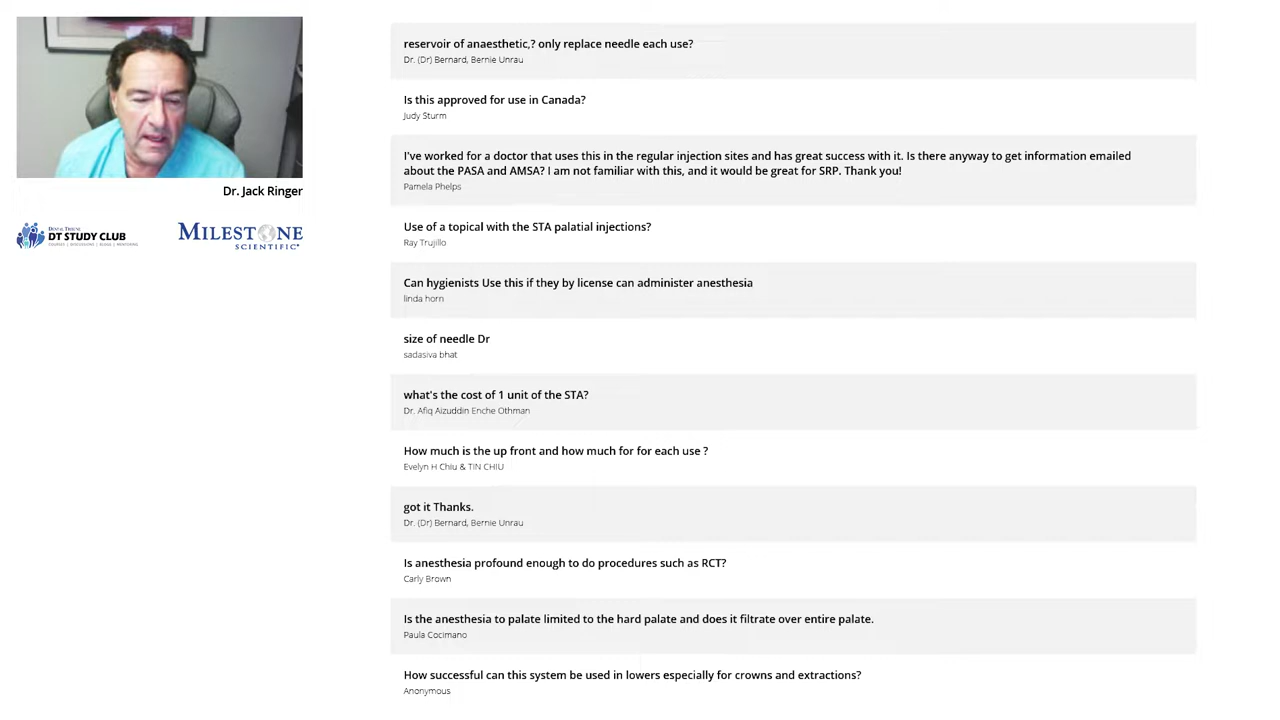 Dr. Jack Ringer
DENTAL TRIBUNE
DT STUDY CLUB
MILESTONE
SCIENTIFIC
reservoir of anaesthetic,? only replace needle each use?
Dr. (Dr) Bernard, Bernie Unrau
Is this approved for use in Canada?
Judy Sturm
I've worked for a doctor that uses this in the regular injection sites and has great success with it. Is there anyway to get information emailed
about the PASA and AMSA? I am not familiar with this, and it would be great for SRP. Thank you!
Pamela Phelps
Use of a topical with the STA palatial injections?
Ray Trujillo
Can hygienists Use this if they by license can administer anesthesia
linda horn
size of needle Dr
sadasiva bhat
what's the cost of 1 unit of the STA?
Dr. Afiq Aizuddin Enche Othman
How much is the up front and how much for for each use ?
Evelyn H Chiu & TIN CHIU
got it Thanks.
Dr. (Dr) Bernard, Bernie Unrau
Is anesthesia profound enough to do procedures such as RCT?
Carly Brown
Is the anesthesia to palate limited to the hard palate and does it filtrate over entire palate.
Paula Cocimano
How successful can this system be used in lowers especially for crowns and extractions?
Anonymous